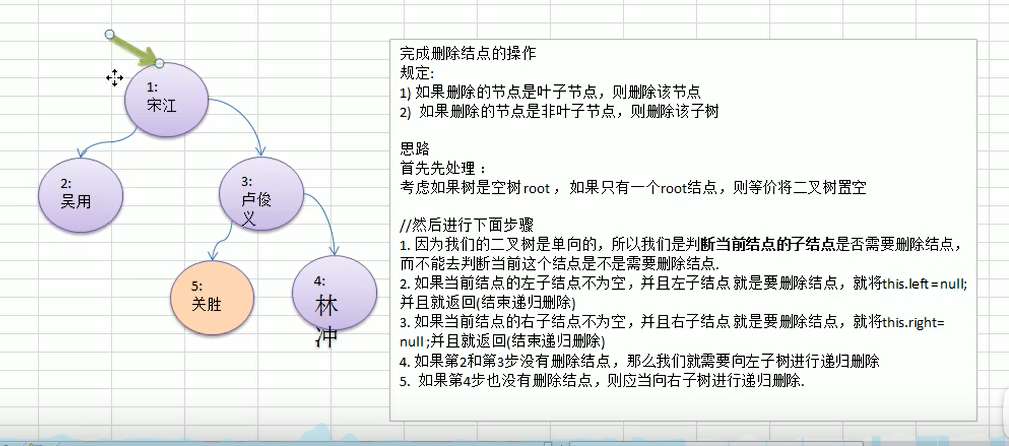 1:
宋江
2:
吴用
3:
卢俊
义
5:
关胜
4:
林
冲
完成删除结点的操作
规定:
1) 如果删除的节点是叶子节点，则删除该节点
2) 如果删除的节点是非叶子节点，则删除该子树
思路
首先先处理：
考虑如果树是空树root ，如果只有一个root结点，则等价将二叉树置空
//然后进行下面步骤
1. 因为我们的二叉树是单向的，所以我们是判断当前结点的子结点是否需要删除结点，
而不能去判断当前这个结点是不是需要删除结点.
2. 如果当前结点的左子结点不为空，并且左子结点 就是要删除结点，就将this.left = null;
并且就返回(结束递归删除)
3. 如果当前结点的右子结点不为空，并且右子结点 就是要删除结点，就将this.right=
null ;并且就返回(结束递归删除)
4. 如果第2和第3步没有删除结点，那么我们就需要向左子树进行递归删除
5. 如果第4步也没有删除结点，则应当向右子树进行递归删除.